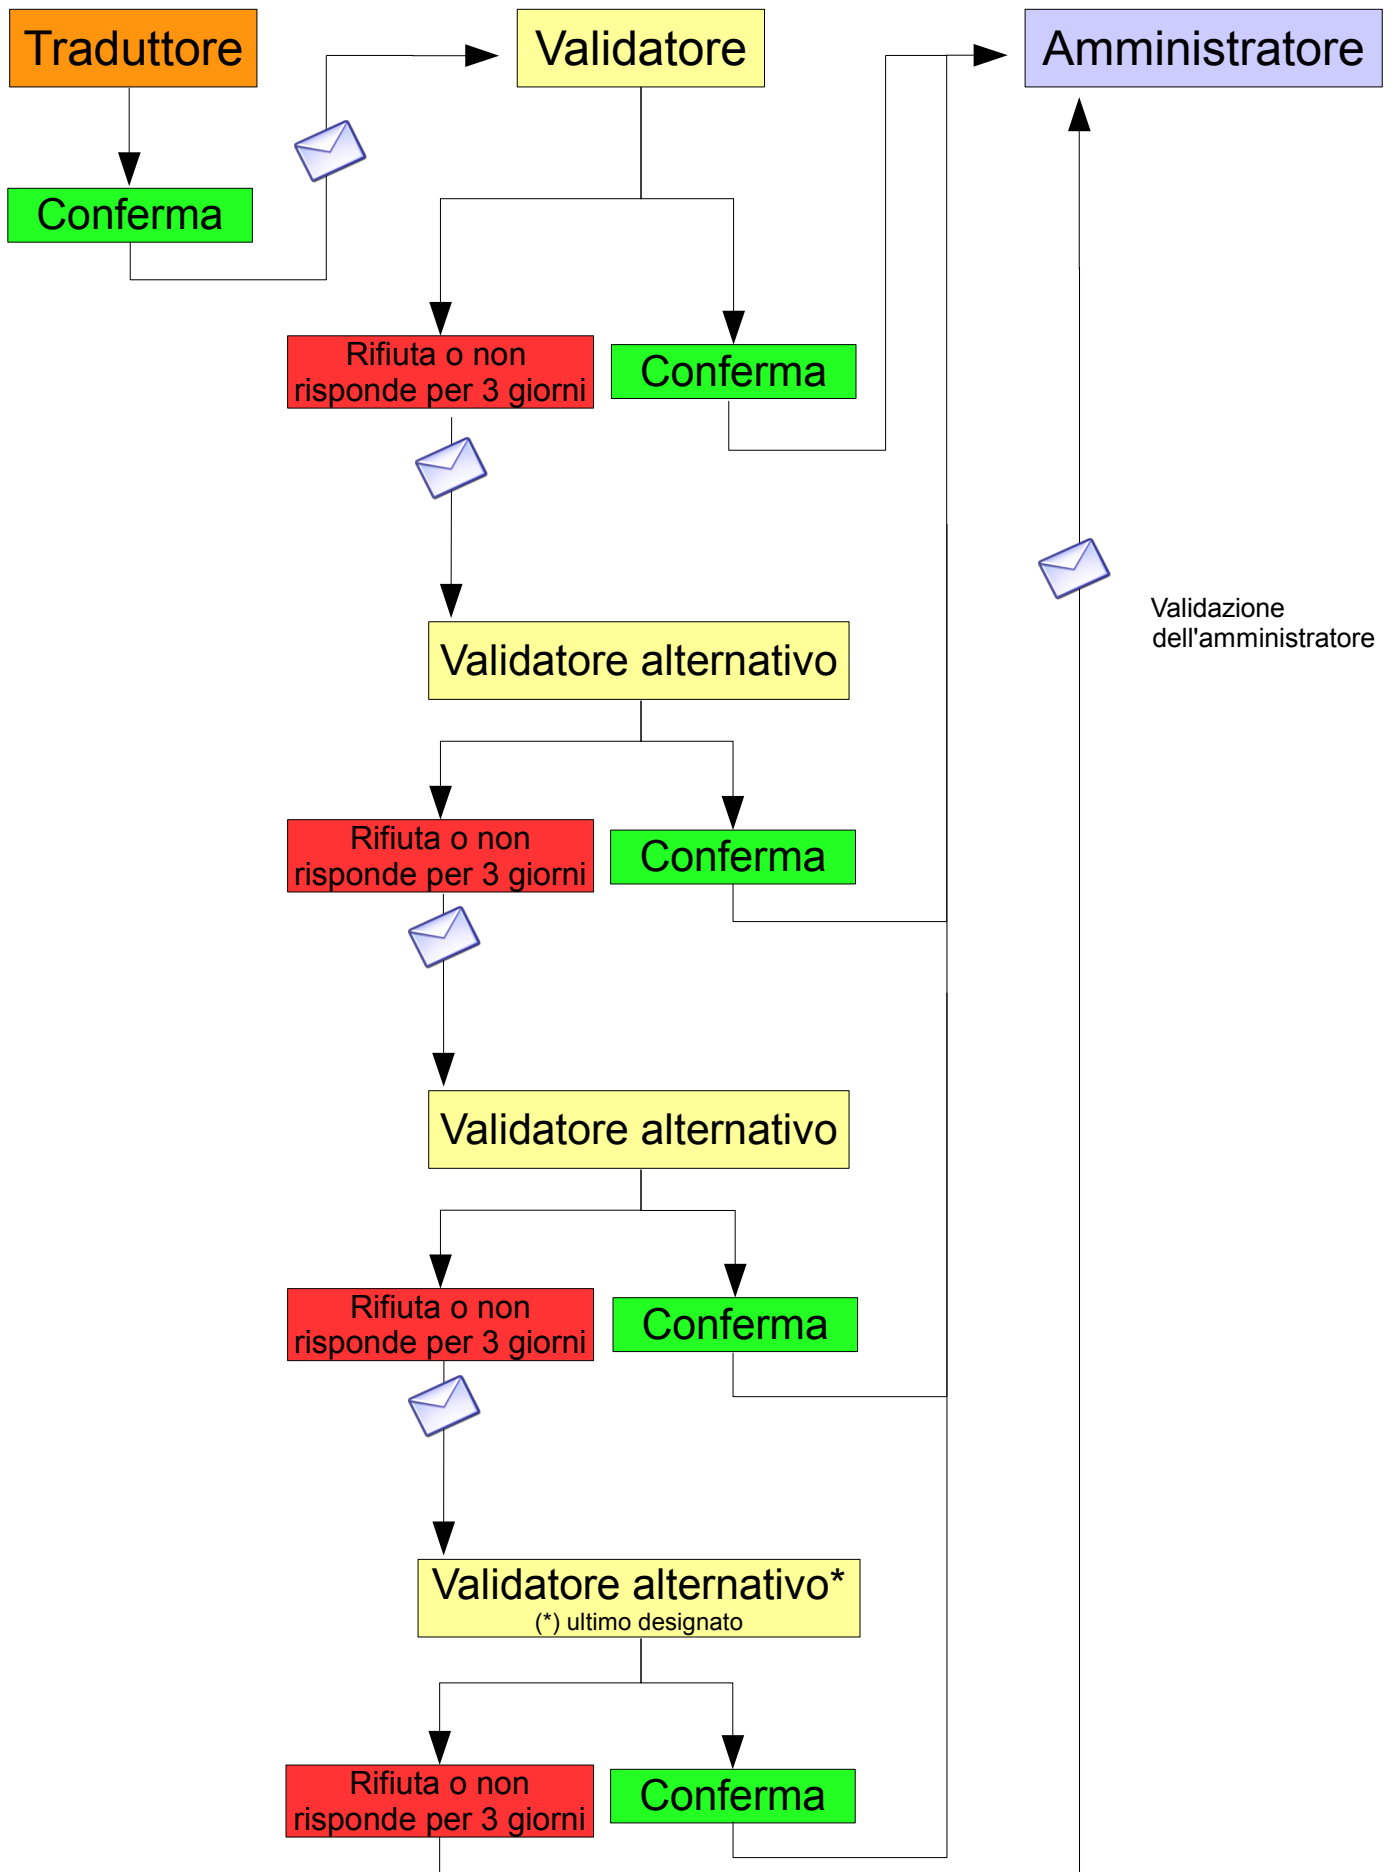 Traduttore
Validatore
Amministratore
Conferma
Rifiuta o non
risponde per 3 giorni
Conferma
Validazione
dell'amministratore
Validatore alternativo
Rifiuta o non
risponde per 3 giorni
Conferma
Validatore alternativo
Rifiuta o non
risponde per 3 giorni
Conferma
Validatore alternativo*
(*) ultimo designato
Rifiuta o non
risponde per 3 giorni
Conferma